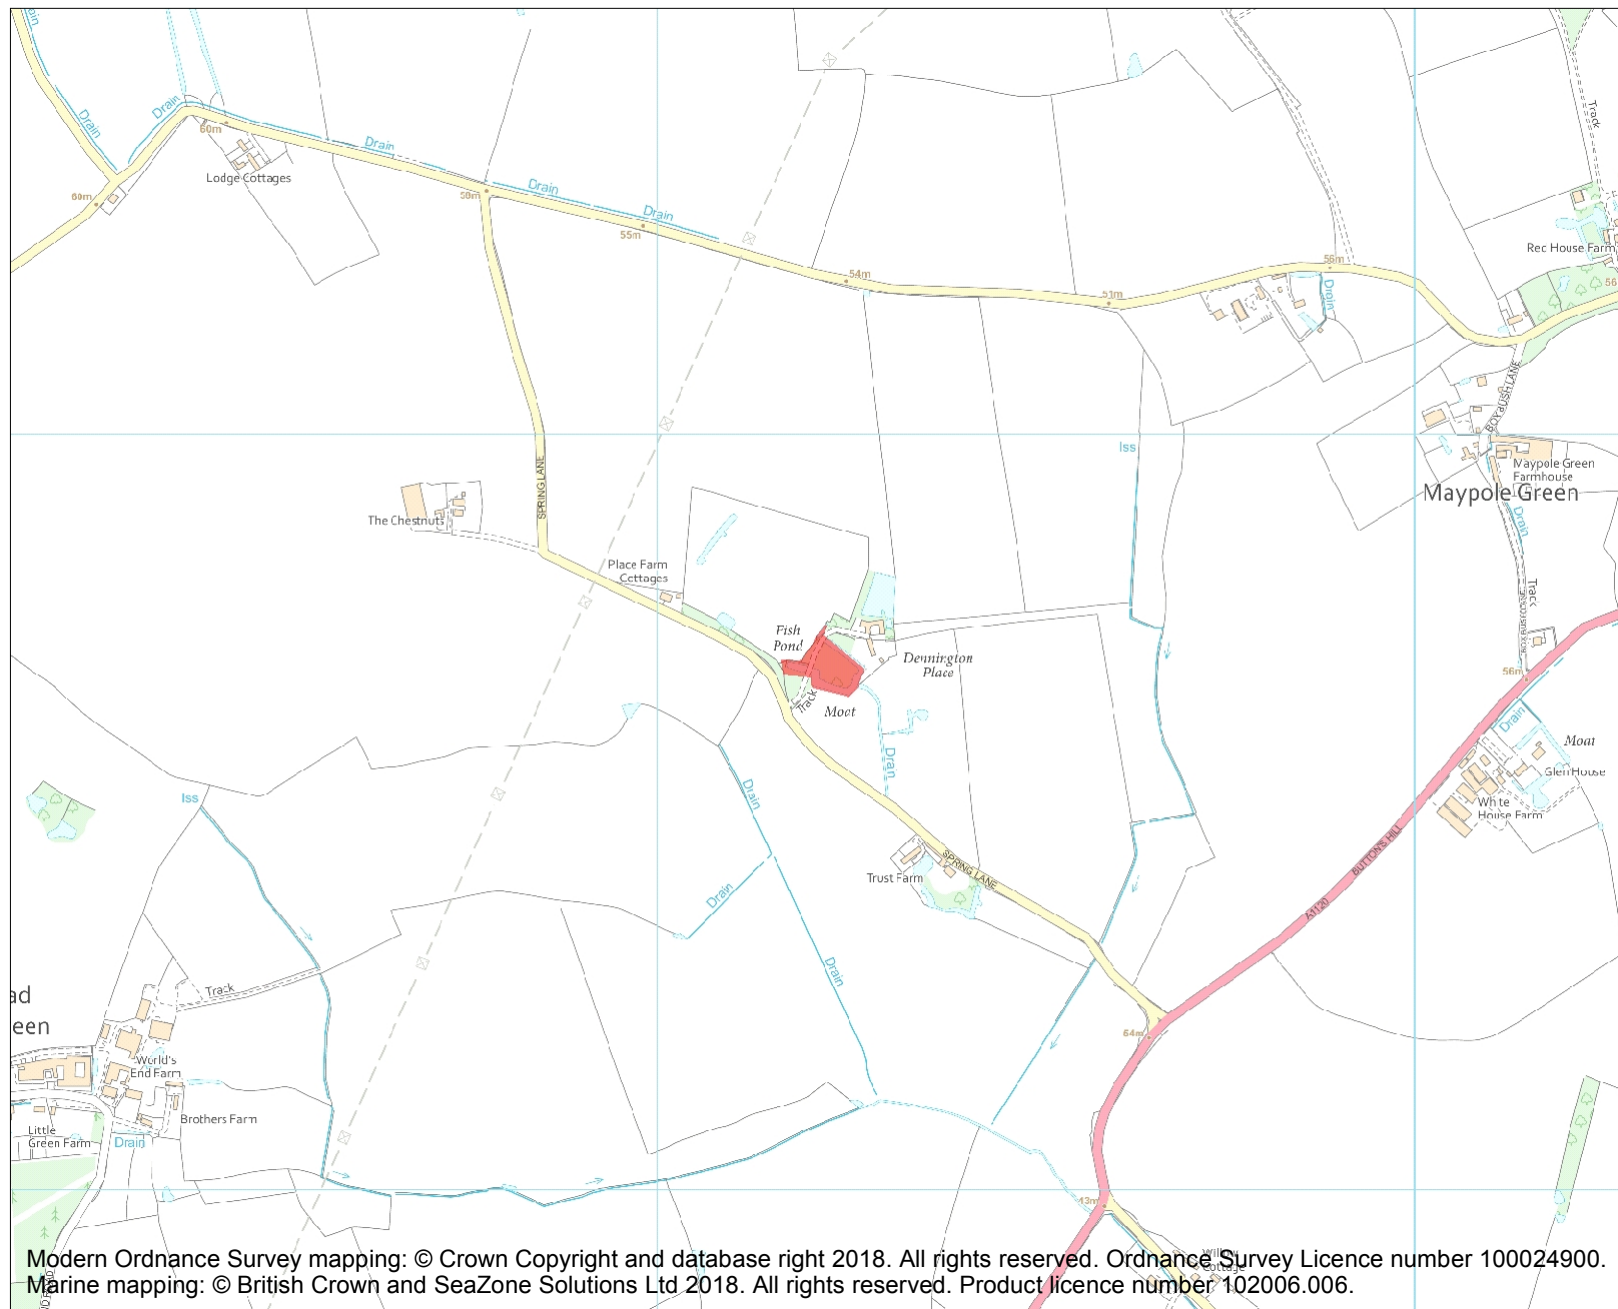 Drain
Drain
Drain
60m
Drain
Lodge Cottages
60m
Drain
Drain
55m
54m
51m
56m
Drain
Track
Rec House Farm
56
BOXBUSH LANE
Iss
SPRING LANE
The Chestnuts
Maypole Green
Farmhouse
Maypole Green
Drain
Track
Place Farm
Cottages
Fish
Pond
Dennington
Place
Track
Moat
Drain
56m
Drain
Moat
Glen House
White
House Farm
Iss
Drain
Drain
Trust Farm
SPRING LANE
BUTTON'S HILL
A1120
Drain
Track
ad
een
World's
End Farm
Brothers Farm
Little
Green Farm
Drain
43m
Modern Ordnance Survey mapping: © Crown Copyright and database right 2018. All rights reserved. Ordnance Survey Licence number 100024900.
Marine mapping: © British Crown and SeaZone Solutions Ltd 2018. All rights reserved. Product licence number 102006.006.